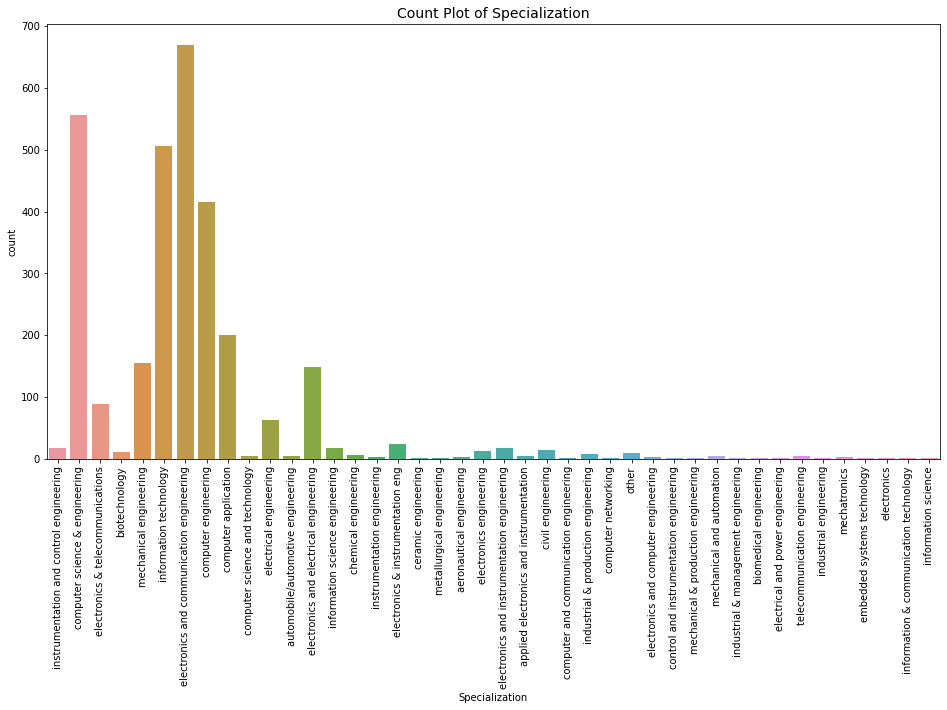 Count Plot of Specialization
700
600
500
400
300
200
100
0
count
instrumentation and control engineering
computer science & engineering
electronics & telecommunications
biotechnology
mechanical engineering
information technology
electronics and communication engineering
computer engineering
computer application
computer science and technology
electrical engineering
automobile/automotive engineering
electronics and electrical engineering
information science engineering
chemical engineering
instrumentation engineering
electronics & instrumentation eng
ceramic engineering
metallurgical engineering
aeronautical engineering
electronics engineering
electronics and instrumentation engineering
applied electronics and instrumentation
civil engineering
computer and communication engineering
industrial & production engineering
computer networking
other
electronics and computer engineering
control and instrumentation engineering
mechanical & production engineering
mechanical and automation
industrial & management engineering
biomedical engineering
electrical and power engineering
telecommunication engineering
industrial engineering
mechatronics
embedded systems technology
electronics
information & communication technology
information science
Specialization